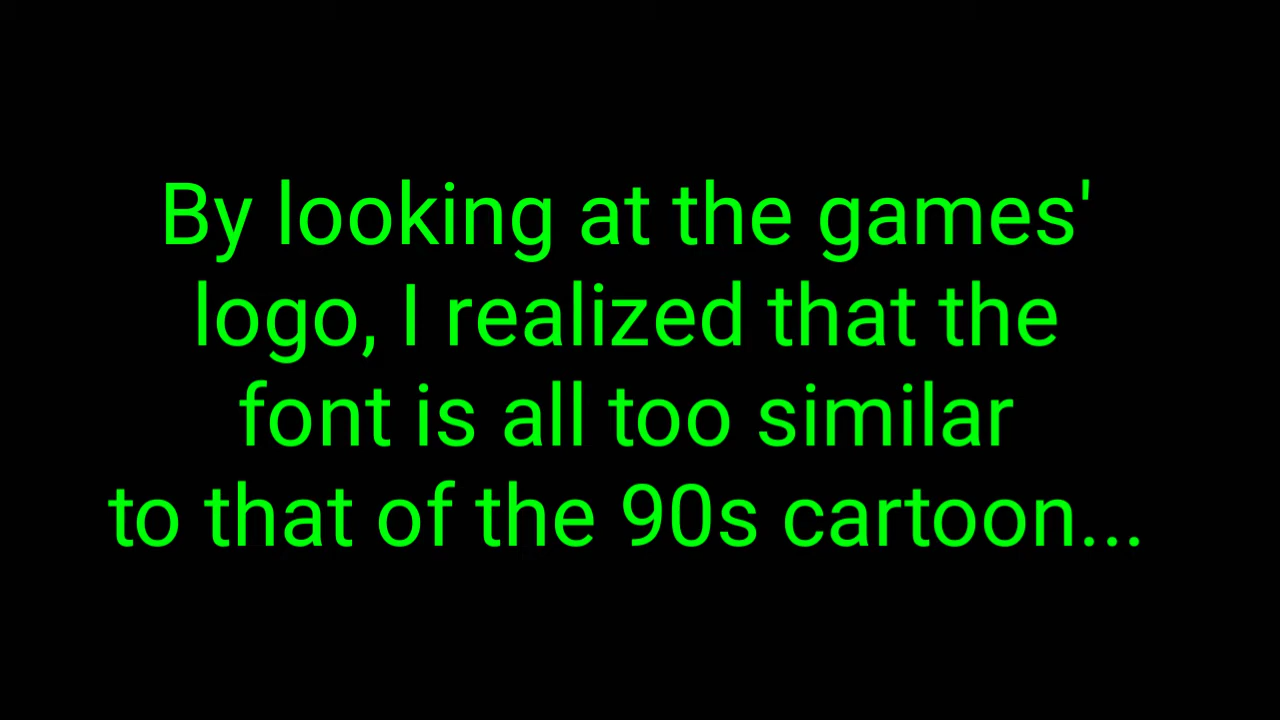 By looking at the games'
logo, I realized that the
font is all too similar
to that of the 90s cartoon...